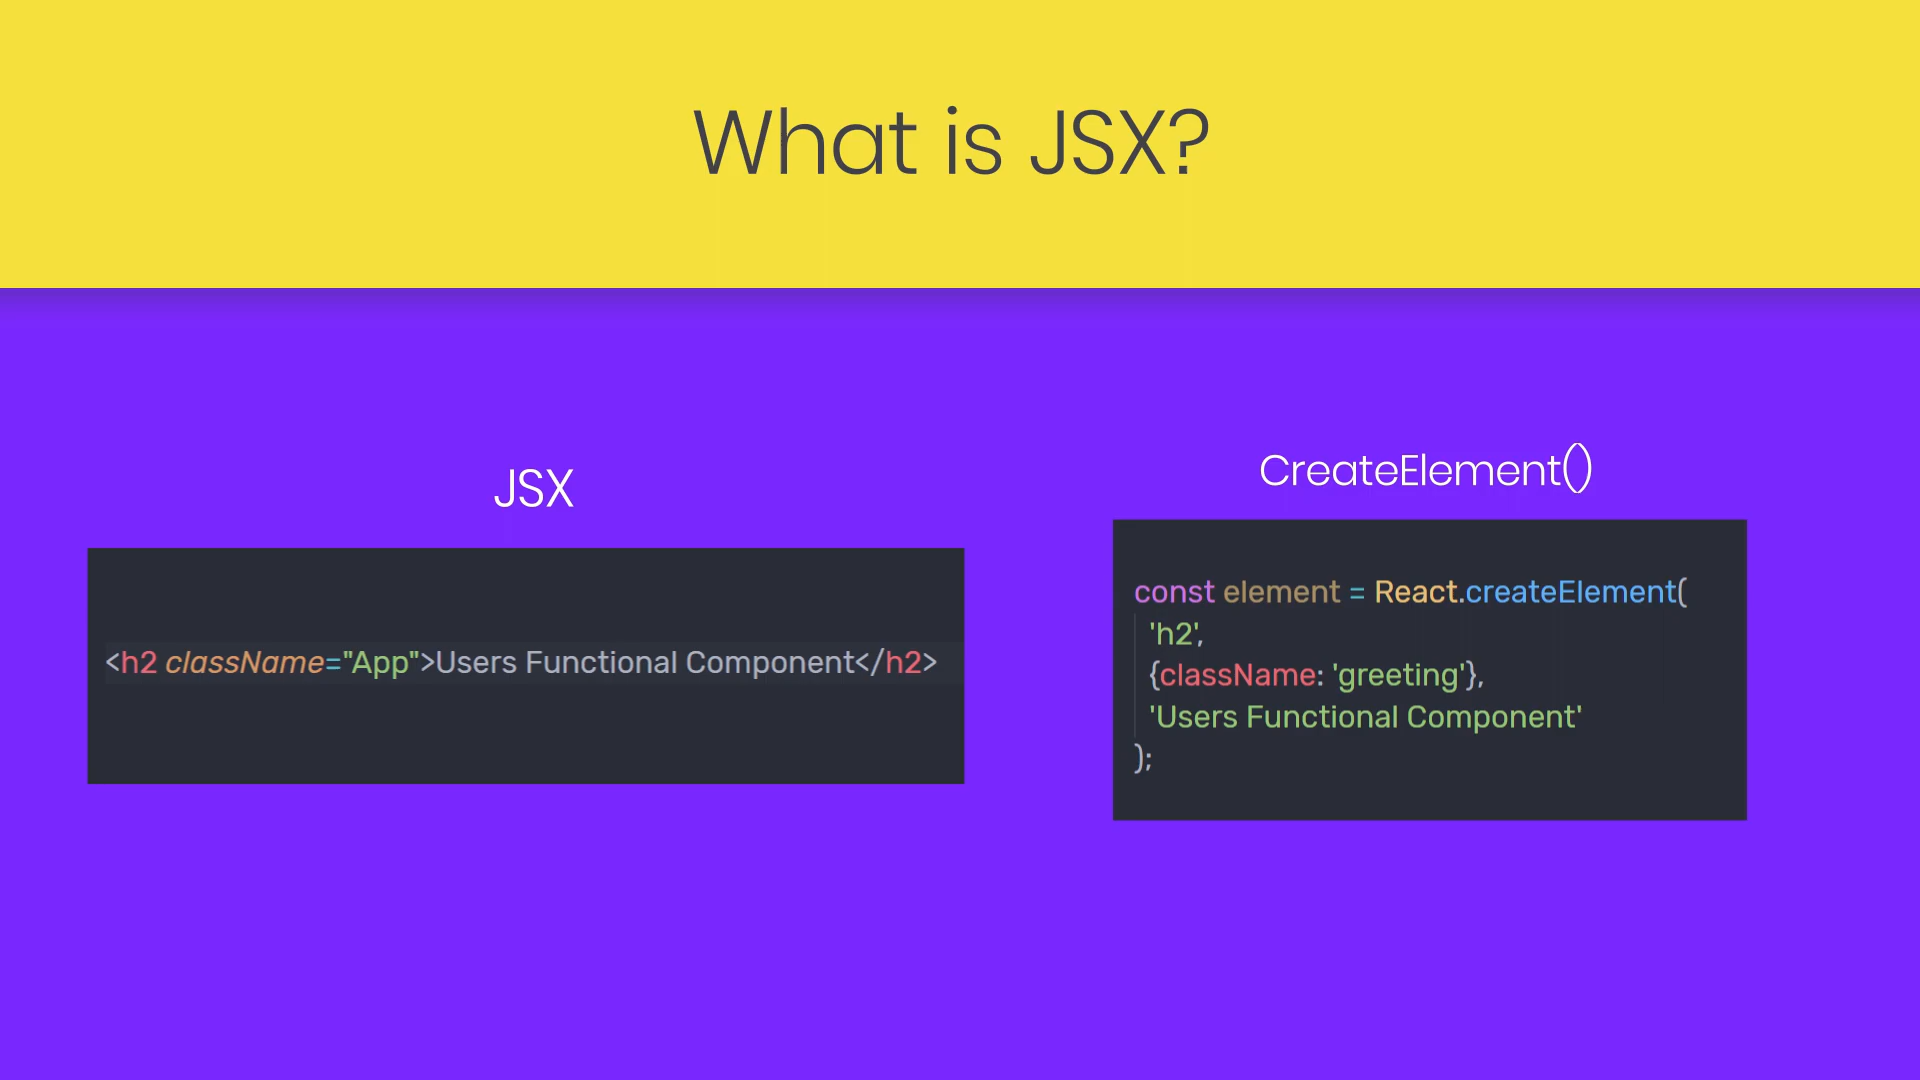 What is JSX?
JSX
<h2 className="App">Users Functional Component</h2>
CreateElement()
const element = React.createElement(
'h2',
{className: 'greeting'},
'Users Functional Component'
);